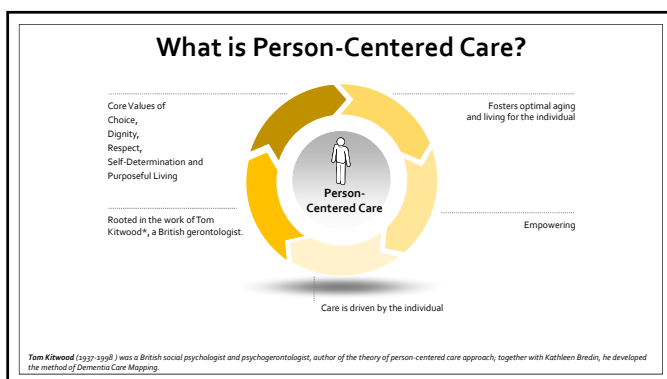 What is Person-Centered Care?
Core Values of
Choice,
Dignity,
Respect,
Self-Determination and
Purposeful Living
Fosters optimal aging
and living for the individual
Person-
Centered Care
Rooted in the work of Tom
Kitwood*, a British gerontologist.
Empowering
Care is driven by the individual
Tom Kitwood (1937-1998 ) was a British social psychologist and psychogerontologist, author of the theory of person-centered care approach; together with Kathleen Bredin, he developed
the method of Dementia Care Mapping.